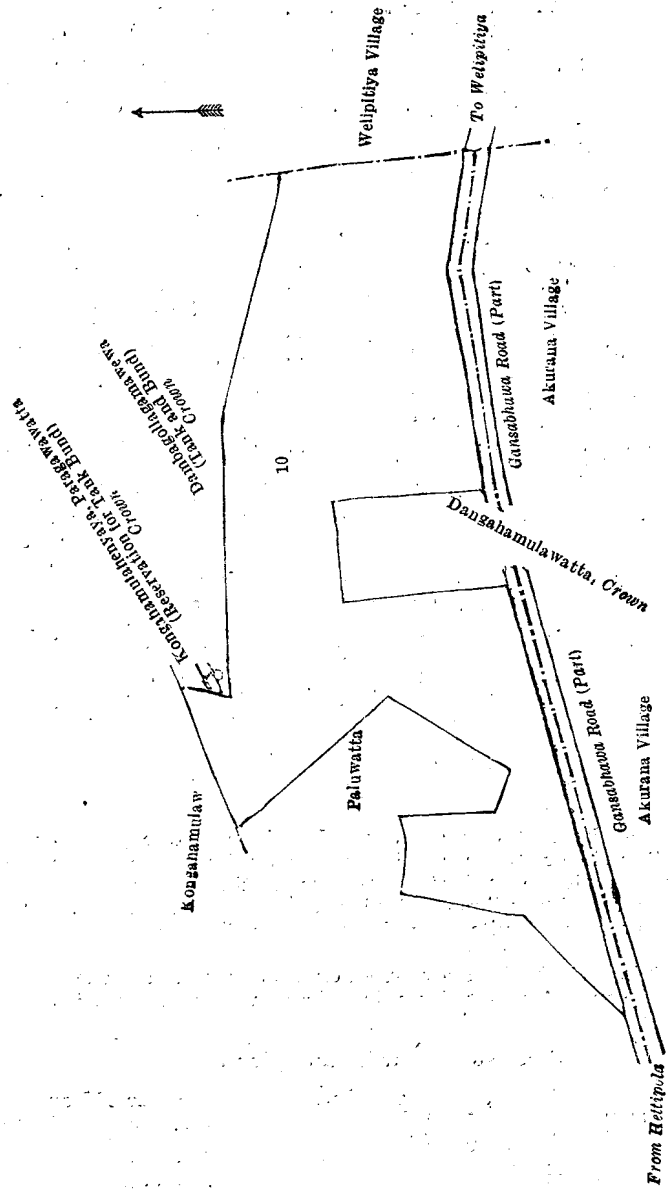 Welipitiya Village
To Welipitiya
Dambagollagamawewa
(Tank and Bund)
Crown
Kongahamulahenyaya, Paragawawatta
(Reservation for Tank Bund)
Crown
10
Gansabhawa Road (Part)
Akurana Village
Dangahamulawatta, Crown
Kongahamulaw
Paluwatta
Gansabhawa Road (Part)
Akurana Village
From Hettipola